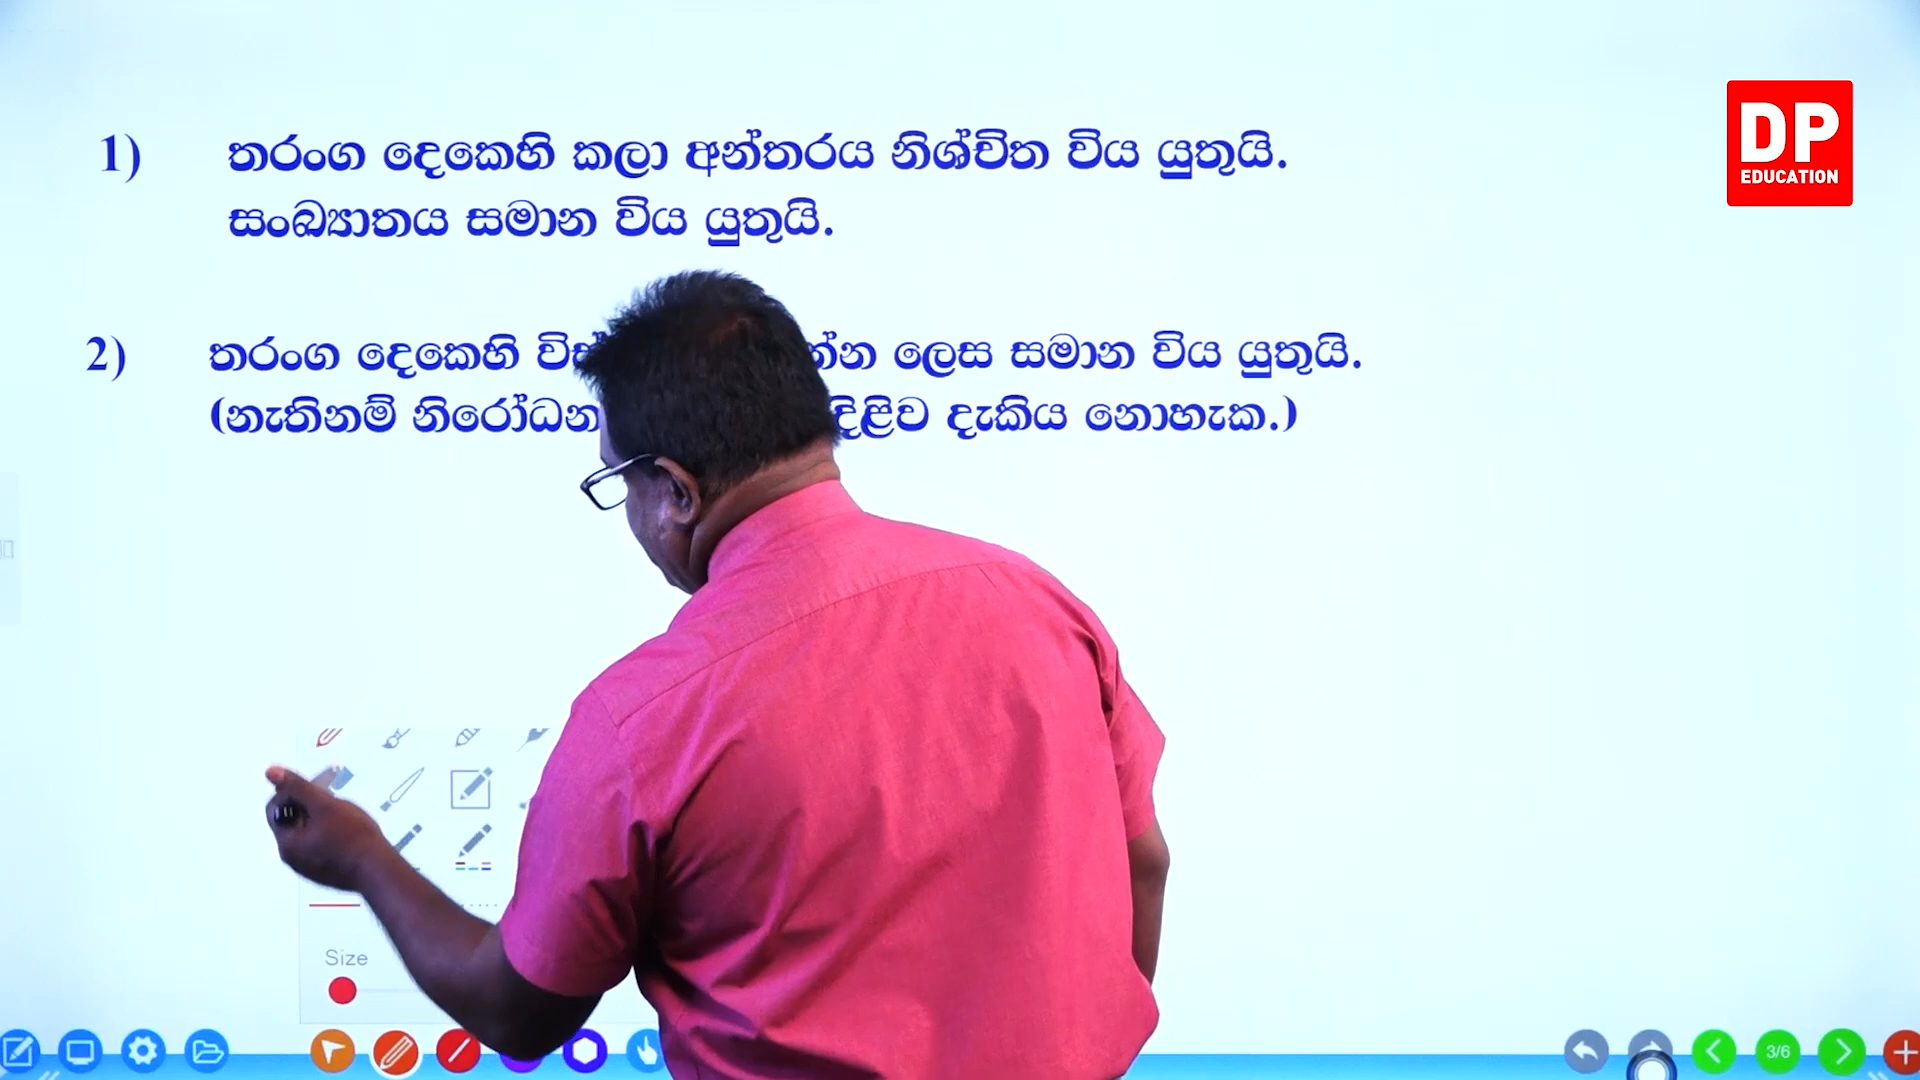 DP
EDUCATION
1) තරංග දෙකෙහි කලා අන්තරය නිශ්චිත විය යුතුයි.
සංඛ්‍යාතය සමාන විය යුතුයි.
2) තරංග දෙකෙහි ලෙස සමාන විය යුතුයි.
(නැතිනම් නිරෝධන දැකිය නොහැක.)
Size
3/6